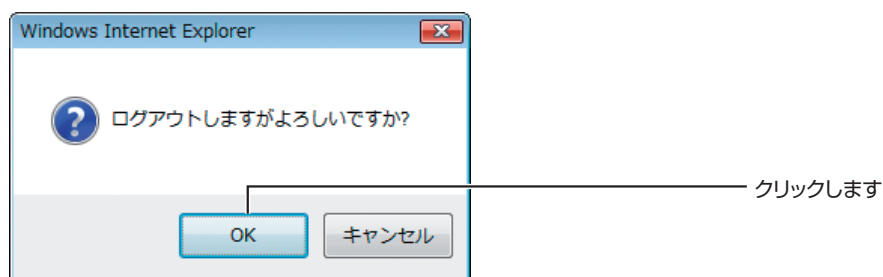 Windows Internet Explorer
ログアウトしますがよろしいですか?
クリックします
OK
キャンセル